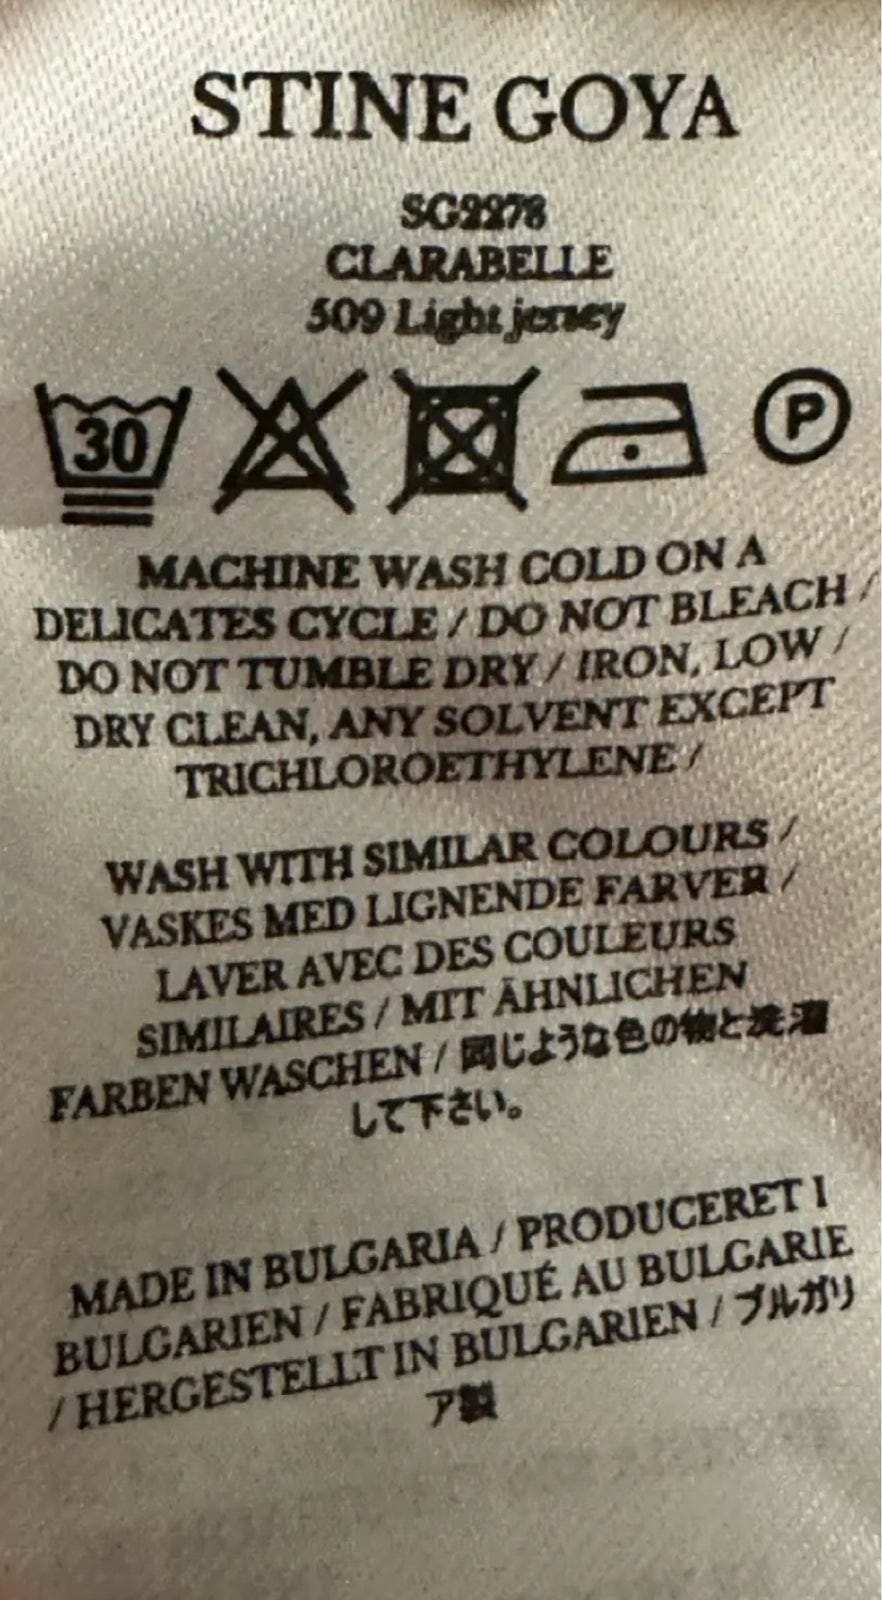 STINE GOYA
SG2278
CLARABELLE
509 Light jersey
30
P
MACHINE WASH COLD ON A
DELICATES CYCLE / DO NOT BLEACH /
DO NOT TUMBLE DRY / IRON, LOW /
DRY CLEAN, ANY SOLVENT EXCEPT
TRICHLOROETHYLENE /
WASH WITH SIMILAR COLOURS /
VASKES MED LIGNENDE FARVER /
LAVER AVEC DES COULEURS
SIMILAIRES / MIT ÄHNLICHEN
FARBEN WASCHEN / 同じような色の物と洗濯
して下さい。
MADE IN BULGARIA / PRODUCERET I
BULGARIEN / FABRIQUÉ AU BULGARIE
/ HERGESTELLT IN BULGARIEN / ブルガリ
ア製